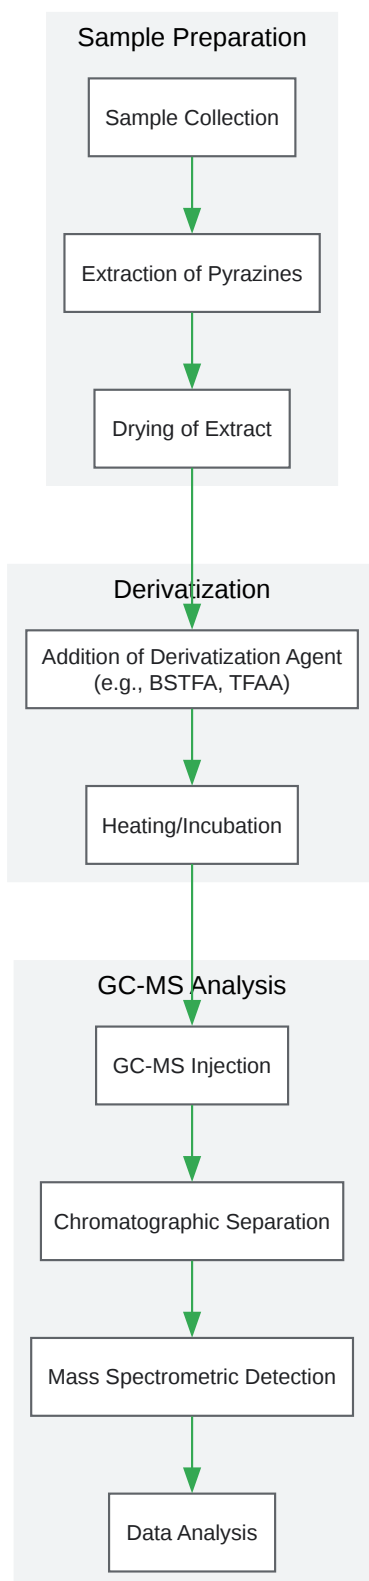 Sample Preparation
Sample Collection
Extraction of Pyrazines
Drying of Extract
Derivatization
Addition of Derivatization Agent
(e.g., BSTFA, TFAA)
Heating/Incubation
GC-MS Analysis
GC-MS Injection
Chromatographic Separation
Mass Spectrometric Detection
Data Analysis